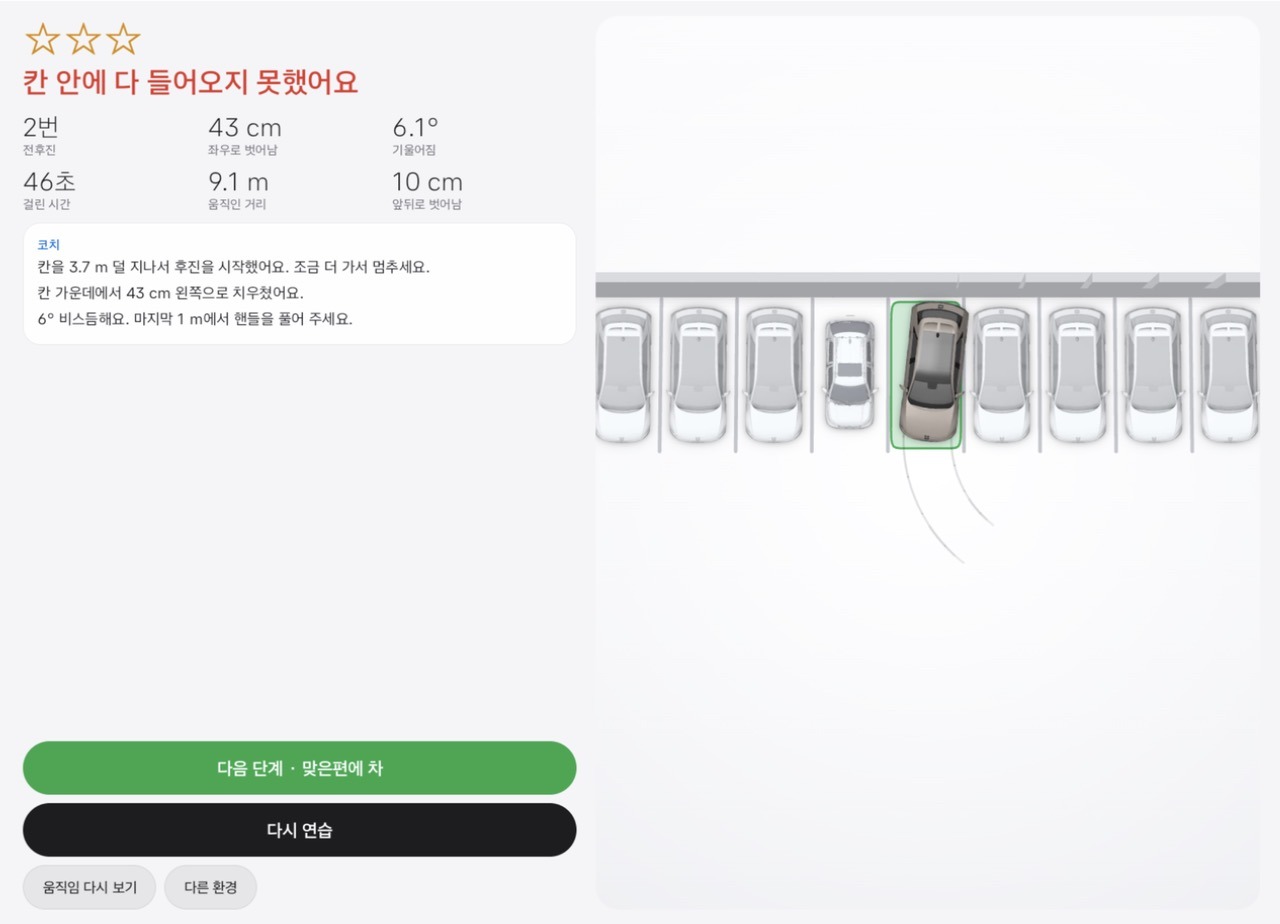 칸 안에 다 들어오지 못했어요
2번
43 cm
6.1°
전후진
좌우로 벗어남
기울어짐
46초
9.1 m
10 cm
걸린 시간
움직인 거리
앞뒤로 벗어남
코치
칸을 3.7 m 덜 지나서 후진을 시작했어요. 조금 더 가서 멈추세요.
칸 가운데에서 43 cm 왼쪽으로 치우쳤어요.
6° 비스듬해요. 마지막 1 m에서 핸들을 풀어 주세요.
다음 단계 · 맞은편에 차
다시 연습
움직임 다시 보기
다른 환경